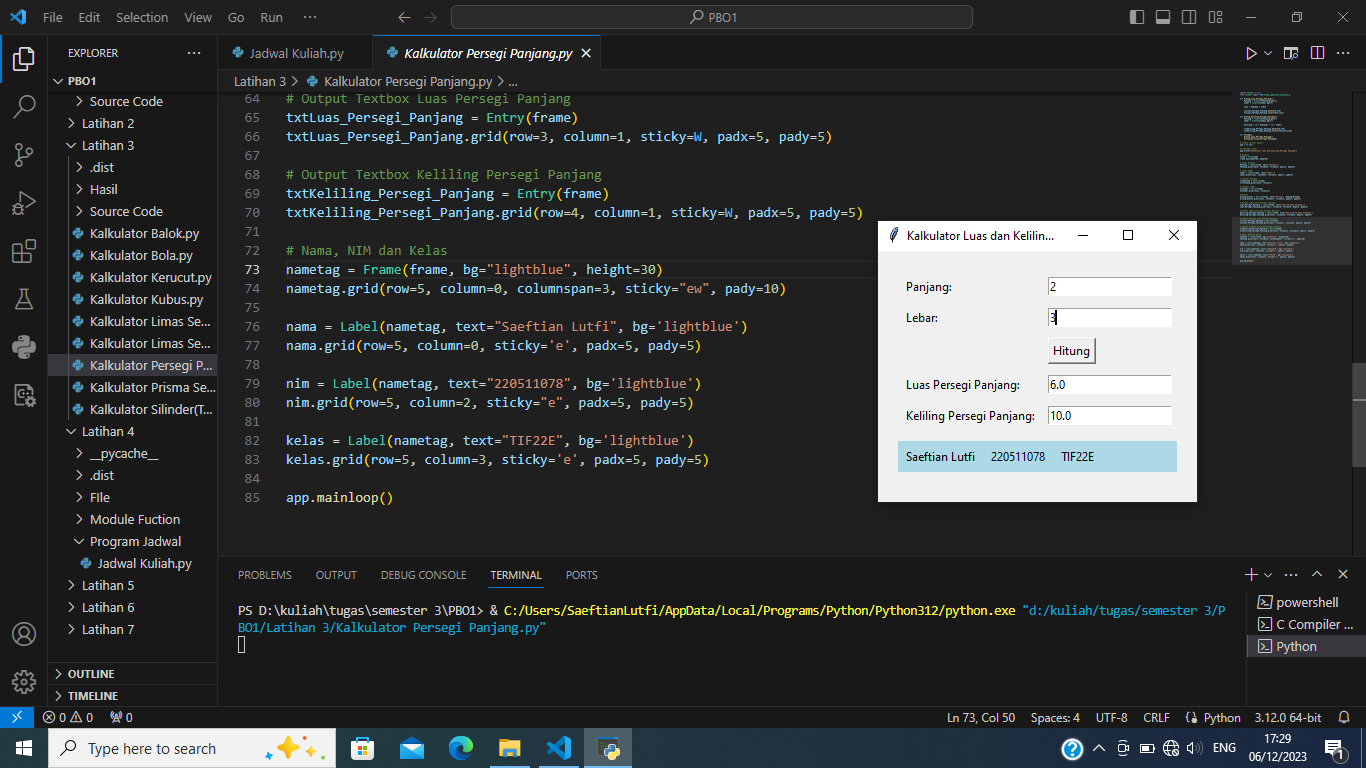 File Edit Selection View Go Run ··· PBO1
EXPLORER ···
PBO1
Source Code
Latihan 2
Latihan 3
.dist
Hasil
Source Code
Kalkulator Balok.py
Kalkulator Bola.py
Kalkulator Kerucut.py
Kalkulator Kubus.py
Kalkulator Limas Se...
Kalkulator Limas Se...
Kalkulator Persegi P...
Kalkulator Prisma Se...
Kalkulator Silinder(T...
Latihan 4
__pycache__
.dist
FIle
Module Fuction
Program Jadwal
Jadwal Kuliah.py
Latihan 5
Latihan 6
Latihan 7
OUTLINE
TIMELINE
Jadwal Kuliah.py Kalkulator Persegi Panjang.py
Latihan 3 > Kalkulator Persegi Panjang.py > ...
64 # Output Textbox Luas Persegi Panjang
65 txtLuas_Persegi_Panjang = Entry(frame)
66 txtLuas_Persegi_Panjang.grid(row=3, column=1, sticky=W, padx=5, pady=5)
67
68 # Output Textbox Keliling Persegi Panjang
69 txtKeliling_Persegi_Panjang = Entry(frame)
70 txtKeliling_Persegi_Panjang.grid(row=4, column=1, sticky=W, padx=5, pady=5)
71
72 # Nama, NIM dan Kelas
73 nametag = Frame(frame, bg="lightblue", height=30)
74 nametag.grid(row=5, column=0, columnspan=3, sticky="ew", pady=10)
75
76 nama = Label(nametag, text="Saeftian Lutfi", bg='lightblue')
77 nama.grid(row=5, column=0, sticky='e', padx=5, pady=5)
78
79 nim = Label(nametag, text="220511078", bg='lightblue')
80 nim.grid(row=5, column=2, sticky="e", padx=5, pady=5)
81
82 kelas = Label(nametag, text="TIF22E", bg='lightblue')
83 kelas.grid(row=5, column=3, sticky='e', padx=5, pady=5)
84
85 app.mainloop()
Kalkulator Luas dan Kelilin...
Panjang: 2
Lebar: 3
Hitung
Luas Persegi Panjang: 6.0
Keliling Persegi Panjang: 10.0
Saeftian Lutfi 220511078 TIF22E
PROBLEMS OUTPUT DEBUG CONSOLE TERMINAL PORTS
PS D:\kuliah\tugas\semester 3\PBO1> & C:/Users/SaeftianLutfi/AppData/Local/Programs/Python/Python312/python.exe "d:/kuliah/tugas/semester 3/P
BO1/Latihan 3/Kalkulator Persegi Panjang.py"
powershell
C Compiler ...
Python
0 0 0 Ln 73, Col 50 Spaces: 4 UTF-8 CRLF Python 3.12.0 64-bit
Type here to search ENG
17:29
06/12/2023
1